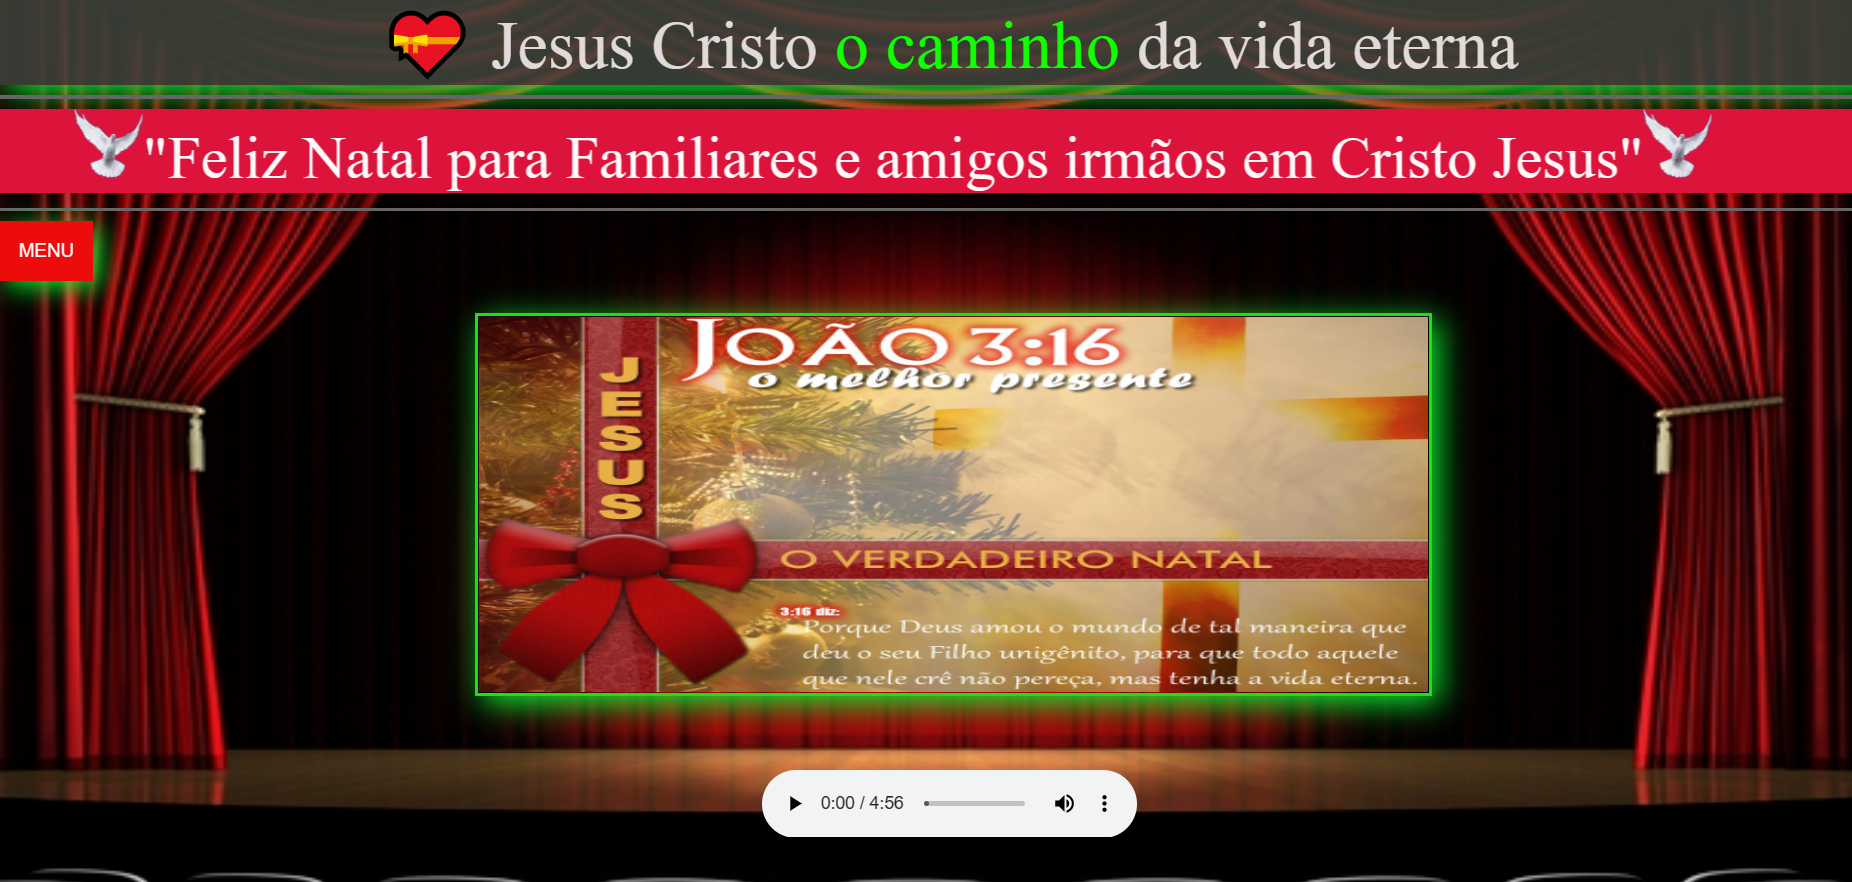 Jesus Cristo o caminho da vida eterna
"Feliz Natal para Familiares e amigos irmãos em Cristo Jesus"
MENU
JOÃO 3:16
o melhor presente
JESUS
O VERDADEIRO NATAL
3:16 diz:
Porque Deus amou o mundo de tal maneira que
deu o seu Filho unigênito, para que todo aquele
que nele crê não pereça, mas tenha a vida eterna.
0:00 / 4:56